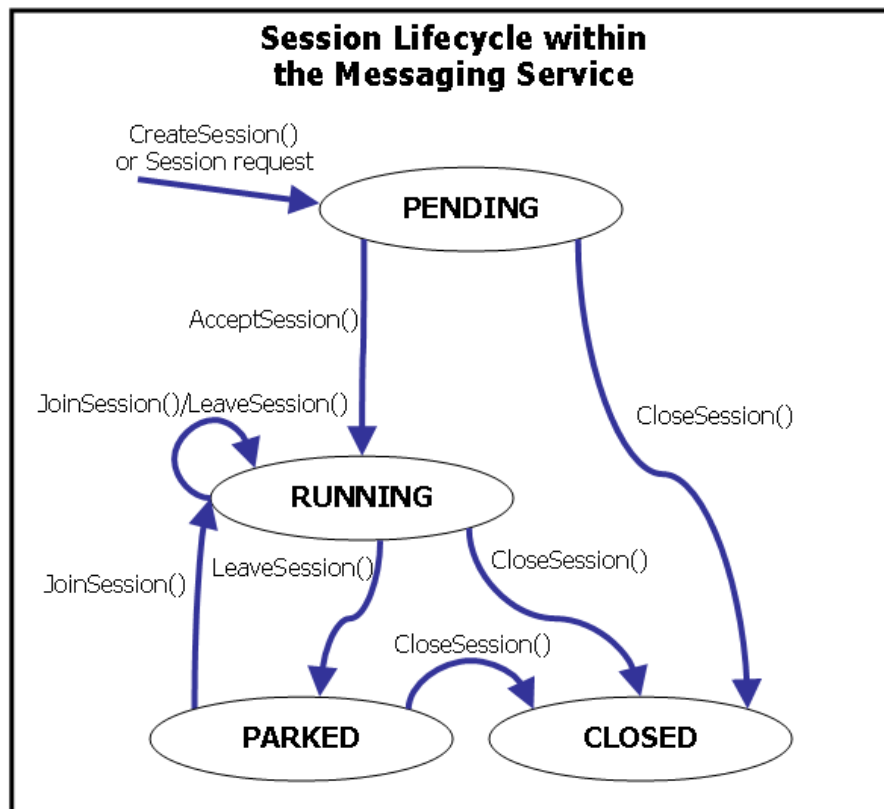 Session Lifecycle within
the Messaging Service
CreateSession()
or Session request
PENDING
AcceptSession()
JoinSession()/LeaveSession()
CloseSession()
RUNNING
LeaveSession()
CloseSession()
JoinSession()
CloseSession()
PARKED
CLOSED